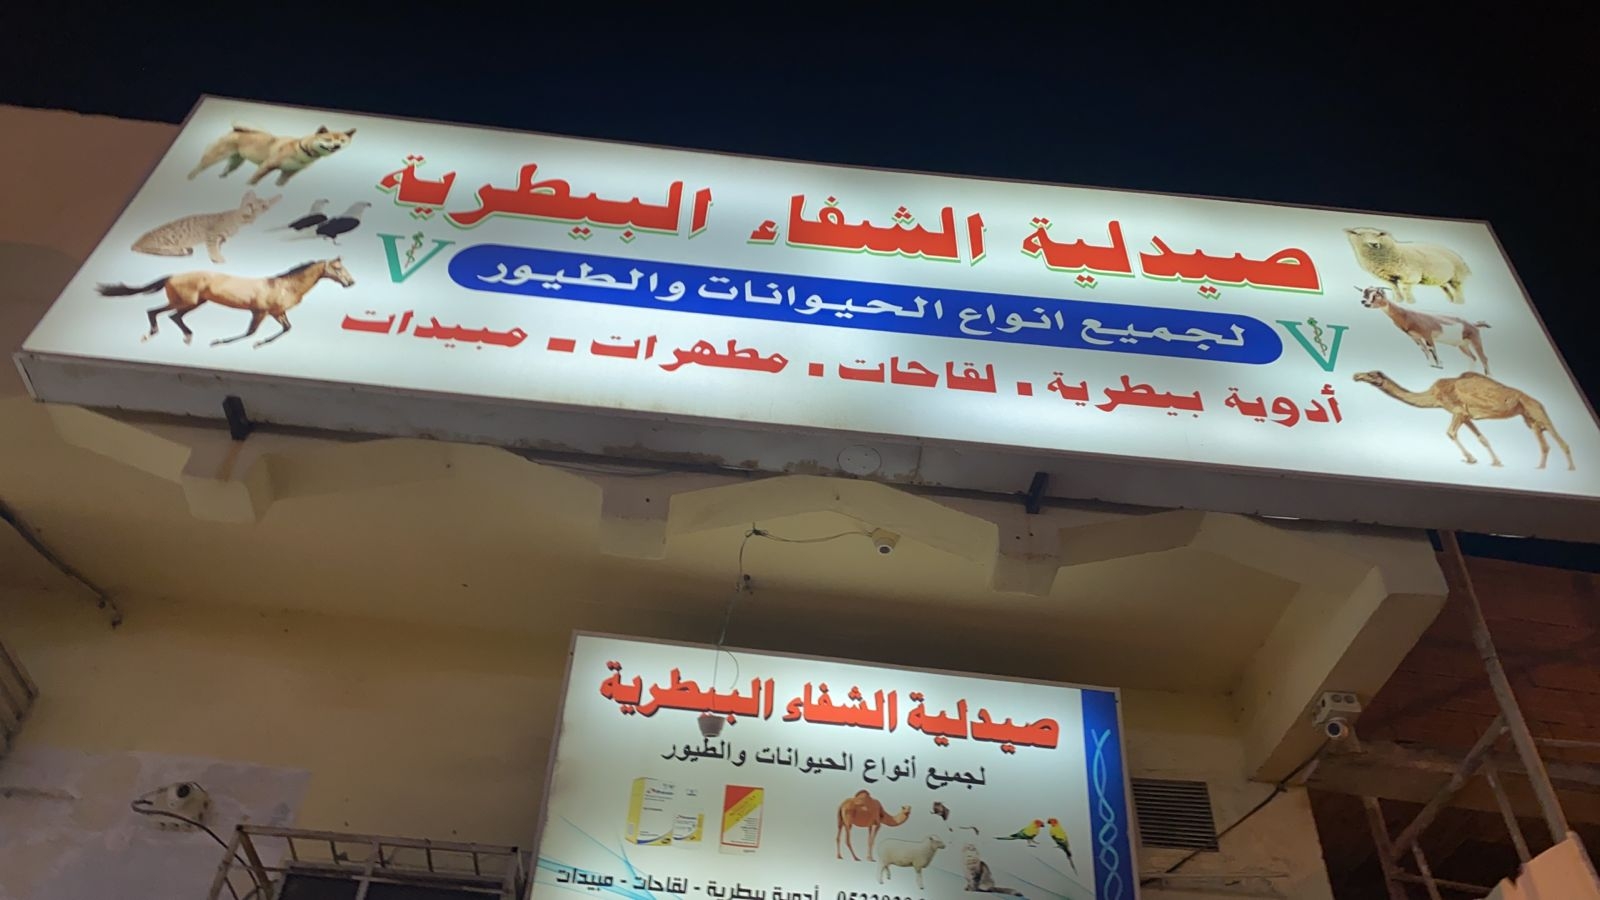 صيدلية الشفاء البيطرية
لجميع انواع الحيوانات والطيور
أدوية بيطرية . لقاحات . مطهرات - مبيدات
صيدلية الشفاء البيطرية
لجميع أنواع الحيوانات والطيور
أدوية بيطرية - لقاحات - مبيدات